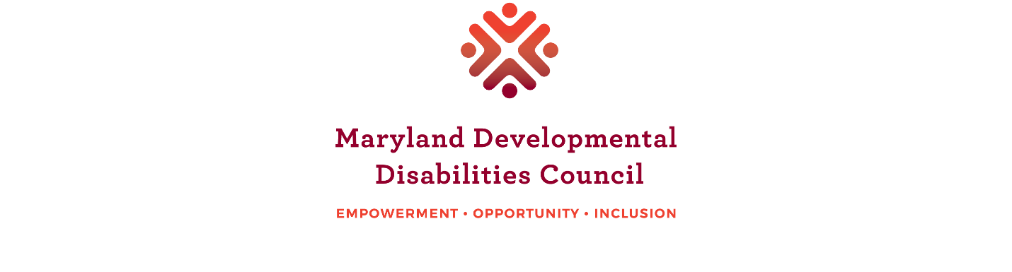 Maryland Developmental
Disabilities Council
EMPOWERMENT • OPPORTUNITY • INCLUSION